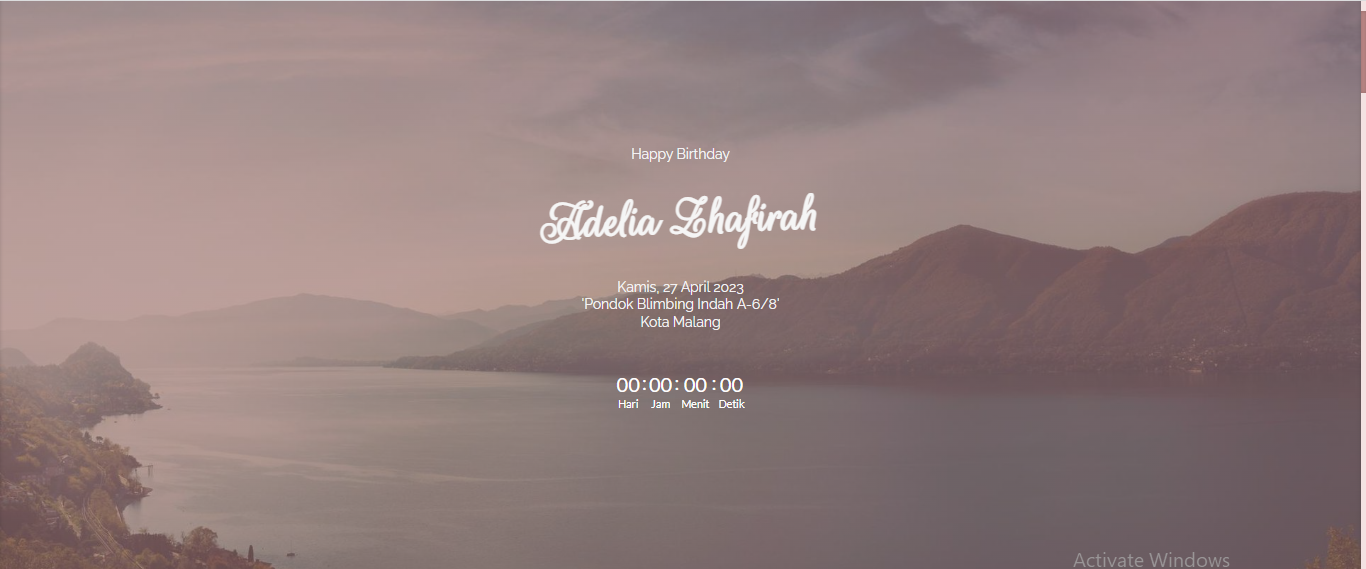 Happy Birthday
Adelia Zhafirah
Kamis, 27 April 2023
'Pondok Blimbing Indah A-6/8'
Kota Malang
00:00:00:00
Hari Jam Menit Detik
Activate Windows